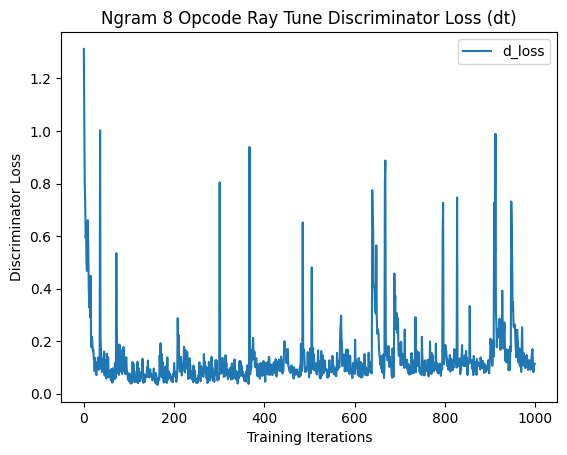 Ngram 8 Opcode Ray Tune Discriminator Loss (dt)
d_loss
Discriminator Loss
1.2
1.0
0.8
0.6
0.4
0.2
0.0
0 200 400 600 800 1000
Training Iterations